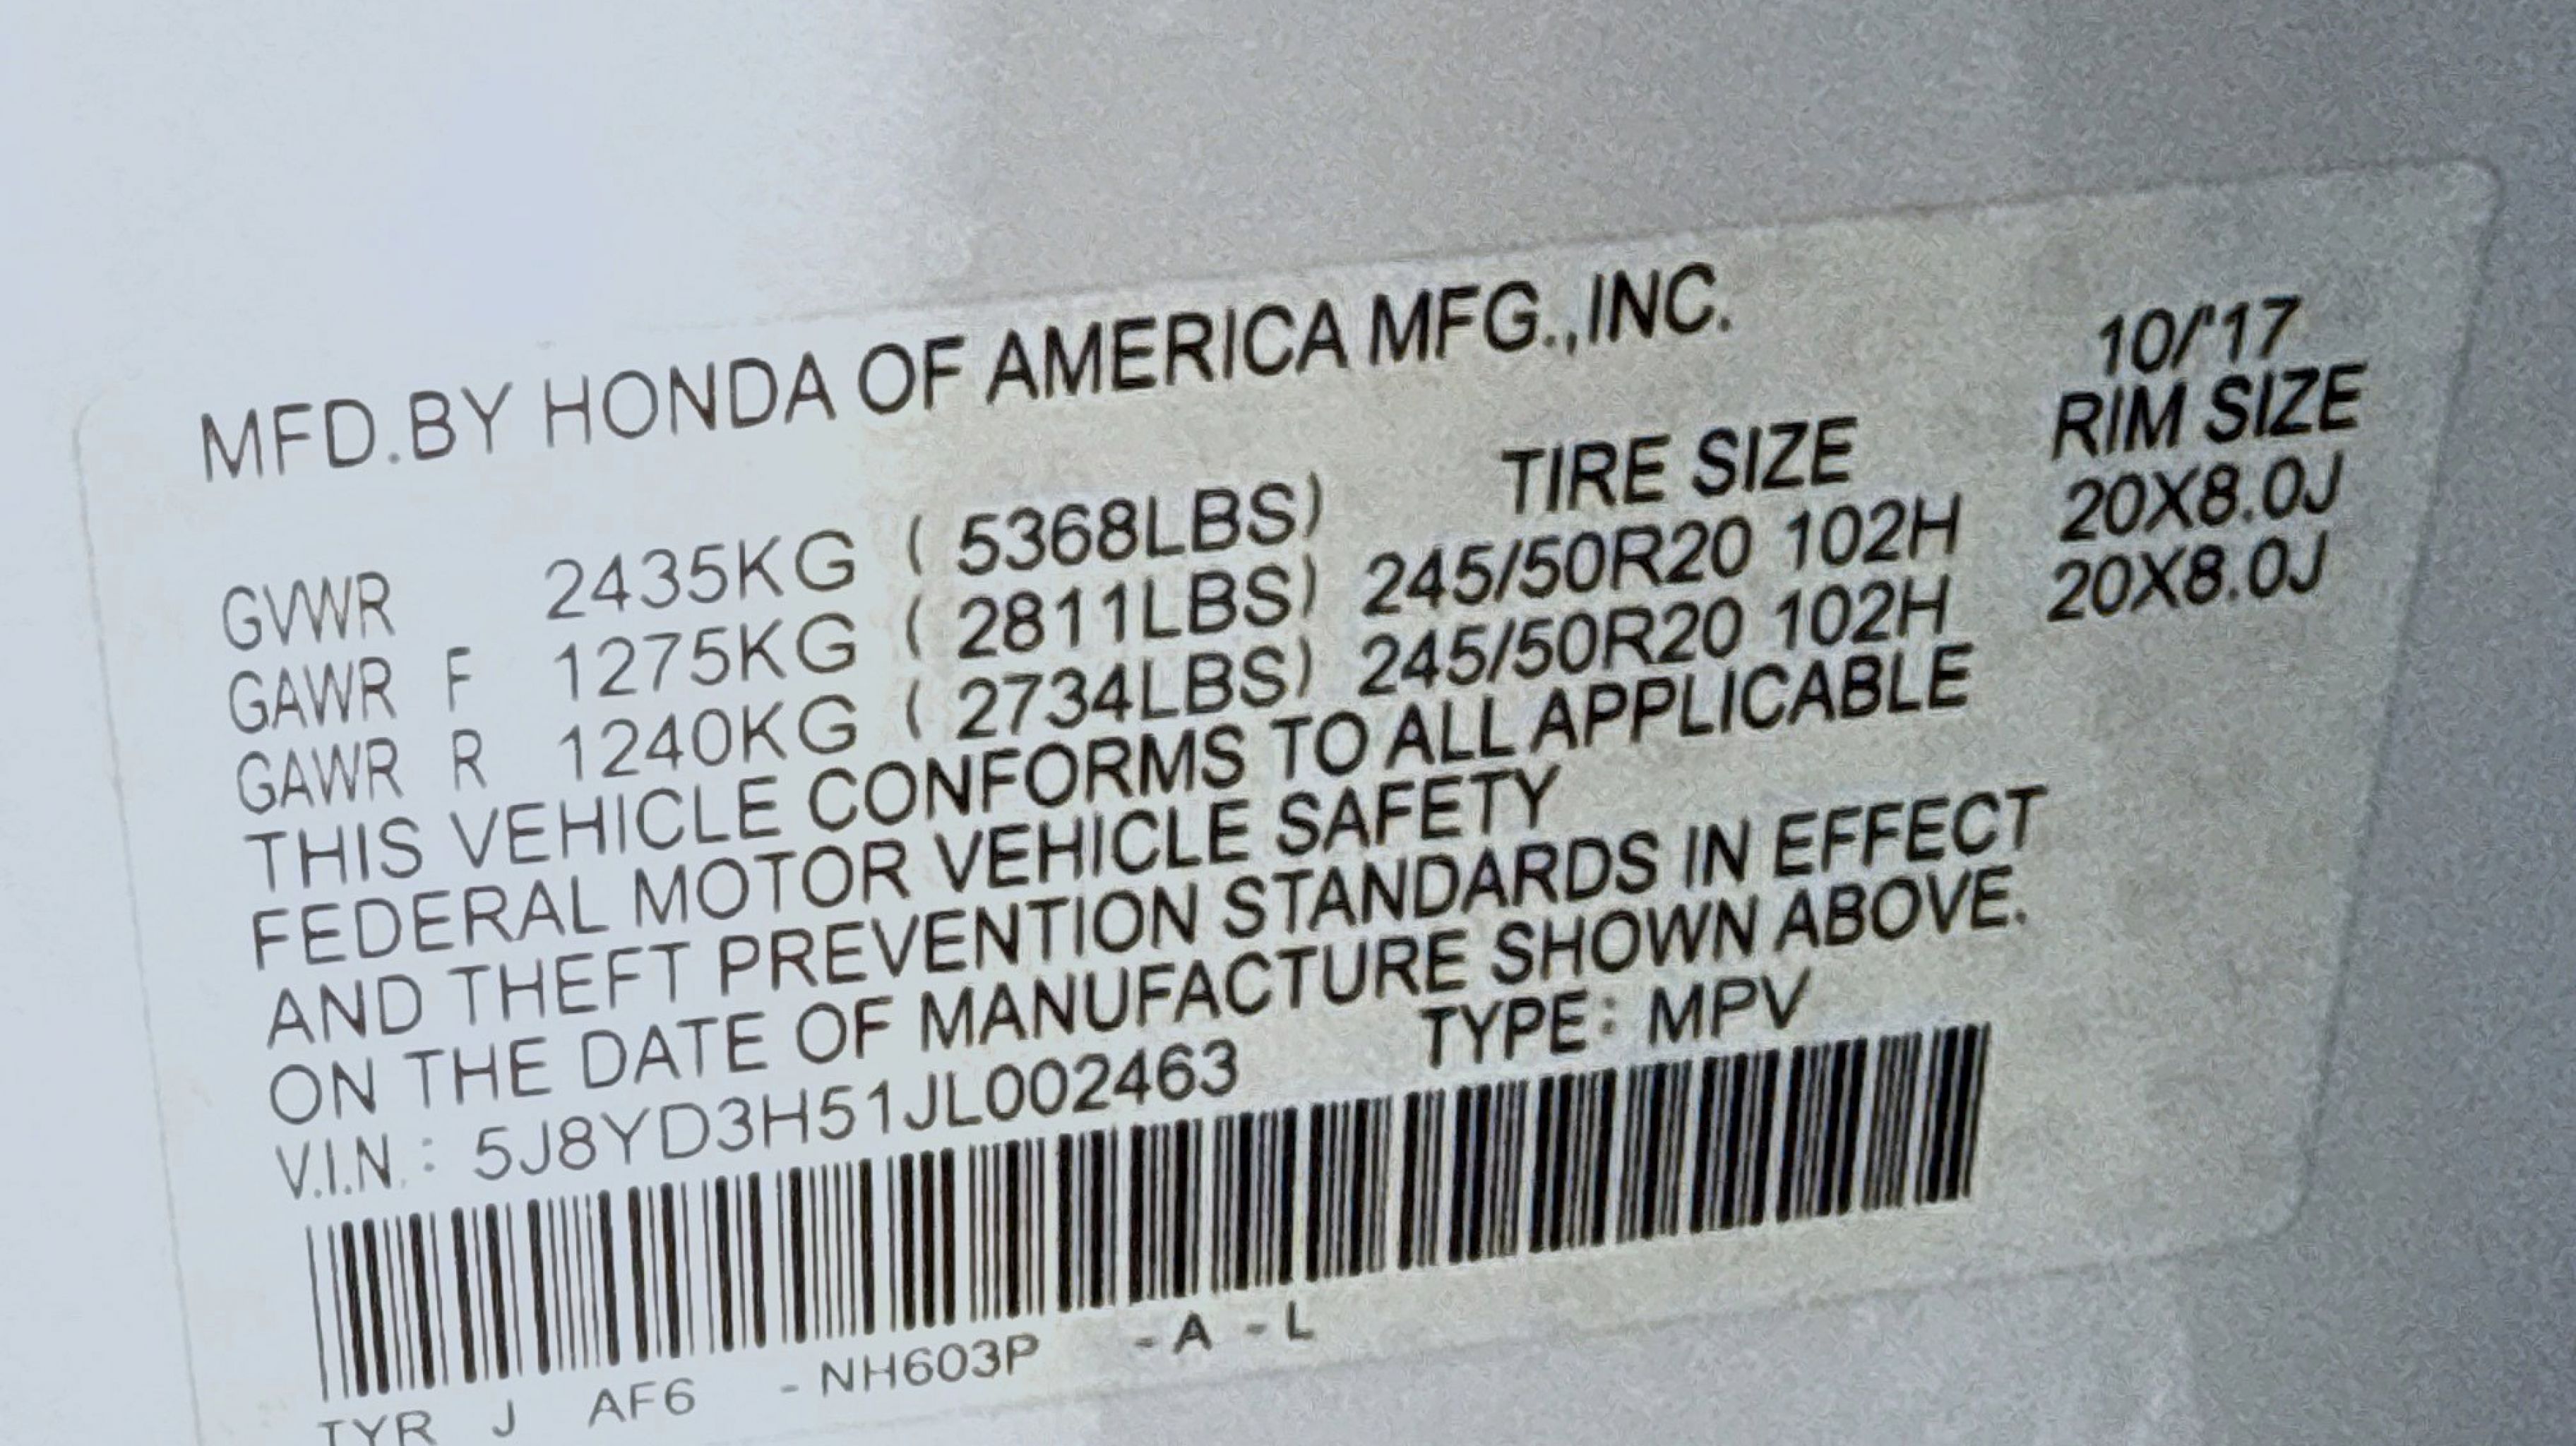 MFD.BY HONDA OF AMERICA MFG.,INC. 10/'17
TIRE SIZE RIM SIZE
GVWR 2435KG ( 5368LBS)
GAWR F 1275KG ( 2811LBS) 245/50R20 102H 20X8.0J
GAWR R 1240KG ( 2734LBS) 245/50R20 102H 20X8.0J
THIS VEHICLE CONFORMS TO ALL APPLICABLE
FEDERAL MOTOR VEHICLE SAFETY
AND THEFT PREVENTION STANDARDS IN EFFECT
ON THE DATE OF MANUFACTURE SHOWN ABOVE.
V.I.N.: 5J8YD3H51JL002463 TYPE: MPV
TYR J AF6 -NH603P -A -L